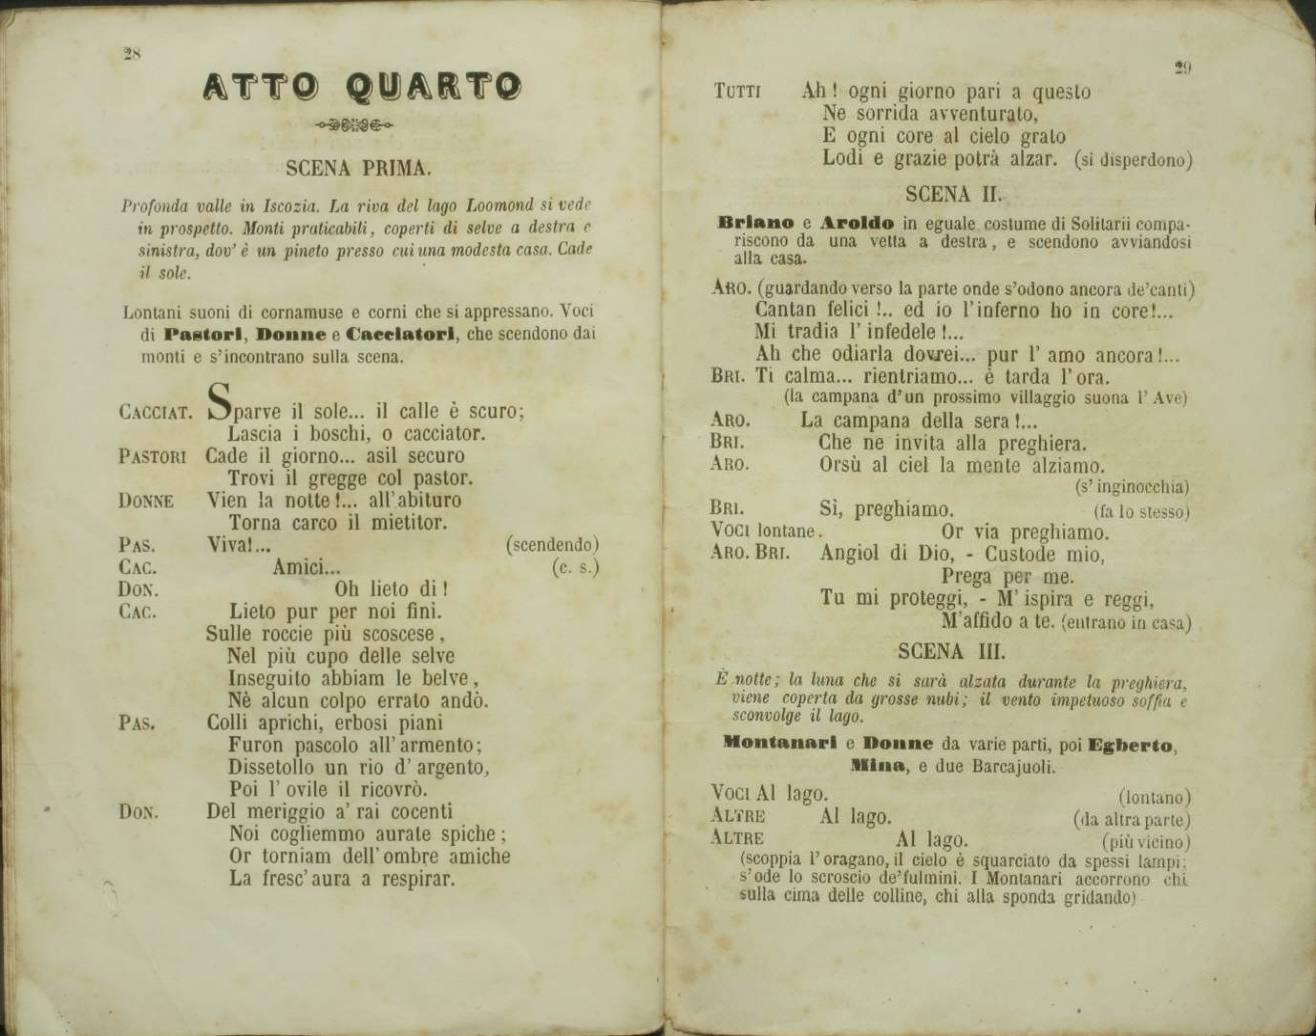 28
ATTO QUARTO
SCENA PRIMA.
Profonda valle in Iscozia. La riva del lago Loomond si vede
in prospetto. Monti praticabili, coperti di selve a destra e
sinistra, dov' è un pineto presso cui una modesta casa. Cade
il sole.
Lontani suoni di cornamuse e corni che si appressano. Voci
di Pastori, Donne e Cacciatori, che scendono dai
monti e s'incontrano sulla scena.
CACCIAT. Sparve il sole... il calle è scuro;
Lascia i boschi, o cacciator.
PASTORI Cade il giorno... asil securo
Trovi il gregge col pastor.
DONNE Vien la notte!... all'abituro
Torna carco il mietitor.
PAS. Viva!... (scendendo)
CAC. Amici... (c. s.)
DON. Oh lieto di!
CAC. Lieto pur per noi fini.
Sulle roccie più scoscese,
Nel più cupo delle selve
Inseguito abbiam le belve,
Nè alcun colpo errato andò.
PAS. Colli aprichi, erbosi piani
Furon pascolo all'armento;
Dissetollo un rio d' argento,
Poi l' ovile il ricovrò.
DON. Del meriggio a' rai cocenti
Noi cogliemmo aurate spiche;
Or torniam dell'ombre amiche
La fresc' aura a respirar.
29
TUTTI Ah! ogni giorno pari a questo
Ne sorrida avventurato,
E ogni core al cielo grato
Lodi e grazie potrà alzar. (si disperdono)
SCENA II.
Briano e Aroldo in eguale costume di Solitarii compa-
riscono da una vetta a destra, e scendono avviandosi
alla casa.
ARO. (guardando verso la parte onde s'odono ancora de'canti)
Cantan felici!.. ed io l'inferno ho in core!...
Mi tradia l' infedele!...
Ah che odiarla dovrei... pur l' amo ancora!...
BRI. Ti calma... rientriamo... è tarda l'ora.
(la campana d'un prossimo villaggio suona l' Ave)
ARO. La campana della sera!...
BRI. Che ne invita alla preghiera.
ARO. Orsù al ciel la mente alziamo.
(s' inginocchia)
BRI. Sì, preghiamo. (fa lo stesso)
VOCI lontane. Or via preghiamo.
ARO. BRI. Angiol di Dio, - Custode mio,
Prega per me.
Tu mi proteggi, - M' ispira e reggi,
M'affido a te. (entrano in casa)
SCENA III.
È notte; la luna che si sarà alzata durante la preghiera,
viene coperta da grosse nubi; il vento impetuoso soffia e
sconvolge il lago.
Montanari e Donne da varie parti, poi Egberto,
Mina, e due Barcajuoli.
VOCI Al lago. (lontano)
ALTRE Al lago. (da altra parte)
ALTRE Al lago. (più vicino)
(scoppia l'oragano, il cielo è squarciato da spessi lampi;
s'ode lo scroscio de'fulmini. I Montanari accorrono chi
sulla cima delle colline, chi alla sponda gridando)